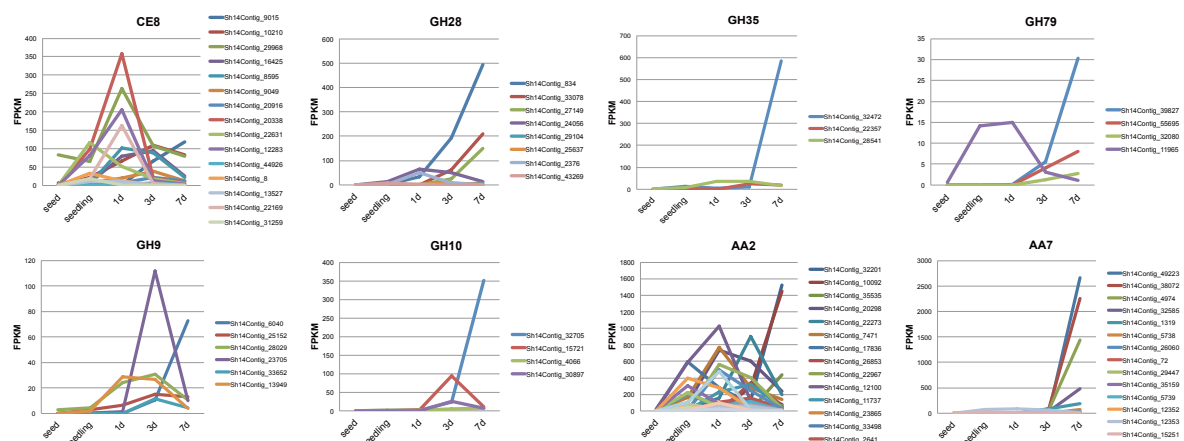 CE8
FPKM
400
350
300
250
200
150
100
50
0
seed
seedling
1d
3d
7d
Sh14Contig_9015
Sh14Contig_10210
Sh14Contig_29968
Sh14Contig_16425
Sh14Contig_8595
Sh14Contig_9049
Sh14Contig_20916
Sh14Contig_20338
Sh14Contig_22631
Sh14Contig_12283
Sh14Contig_44926
Sh14Contig_8
Sh14Contig_13527
Sh14Contig_22169
Sh14Contig_31259
GH28
FPKM
600
500
400
300
200
100
0
seed
seedling
1d
3d
7d
Sh14Contig_834
Sh14Contig_33078
Sh14Contig_27149
Sh14Contig_24056
Sh14Contig_29104
Sh14Contig_25637
Sh14Contig_2376
Sh14Contig_43269
GH35
FPKM
700
600
500
400
300
200
100
0
seed
seedling
1d
3d
7d
Sh14Contig_32472
Sh14Contig_22357
Sh14Contig_28541
GH79
FPKM
35
30
25
20
15
10
5
0
seed
seedling
1d
3d
7d
Sh14Contig_39827
Sh14Contig_55695
Sh14Contig_32080
Sh14Contig_11965
GH9
FPKM
120
100
80
60
40
20
0
seed
seedling
1d
3d
7d
Sh14Contig_6040
Sh14Contig_25152
Sh14Contig_28029
Sh14Contig_23705
Sh14Contig_33652
Sh14Contig_13949
GH10
FPKM
400
350
300
250
200
150
100
50
0
seed
seedling
1d
3d
7d
Sh14Contig_32705
Sh14Contig_15721
Sh14Contig_4066
Sh14Contig_30897
AA2
FPKM
1800
1600
1400
1200
1000
800
600
400
200
0
seed
seedling
1d
3d
7d
Sh14Contig_32201
Sh14Contig_10092
Sh14Contig_35535
Sh14Contig_20298
Sh14Contig_22273
Sh14Contig_7471
Sh14Contig_17836
Sh14Contig_26853
Sh14Contig_22967
Sh14Contig_12100
Sh14Contig_11737
Sh14Contig_23865
Sh14Contig_33498
Sh14Contig_2641
AA7
FPKM
3000
2500
2000
1500
1000
500
0
seed
seedling
1d
3d
7d
Sh14Contig_49223
Sh14Contig_38072
Sh14Contig_4974
Sh14Contig_32585
Sh14Contig_1319
Sh14Contig_5738
Sh14Contig_26060
Sh14Contig_72
Sh14Contig_29447
Sh14Contig_35159
Sh14Contig_5739
Sh14Contig_12352
Sh14Contig_12353
Sh14Contig_15251